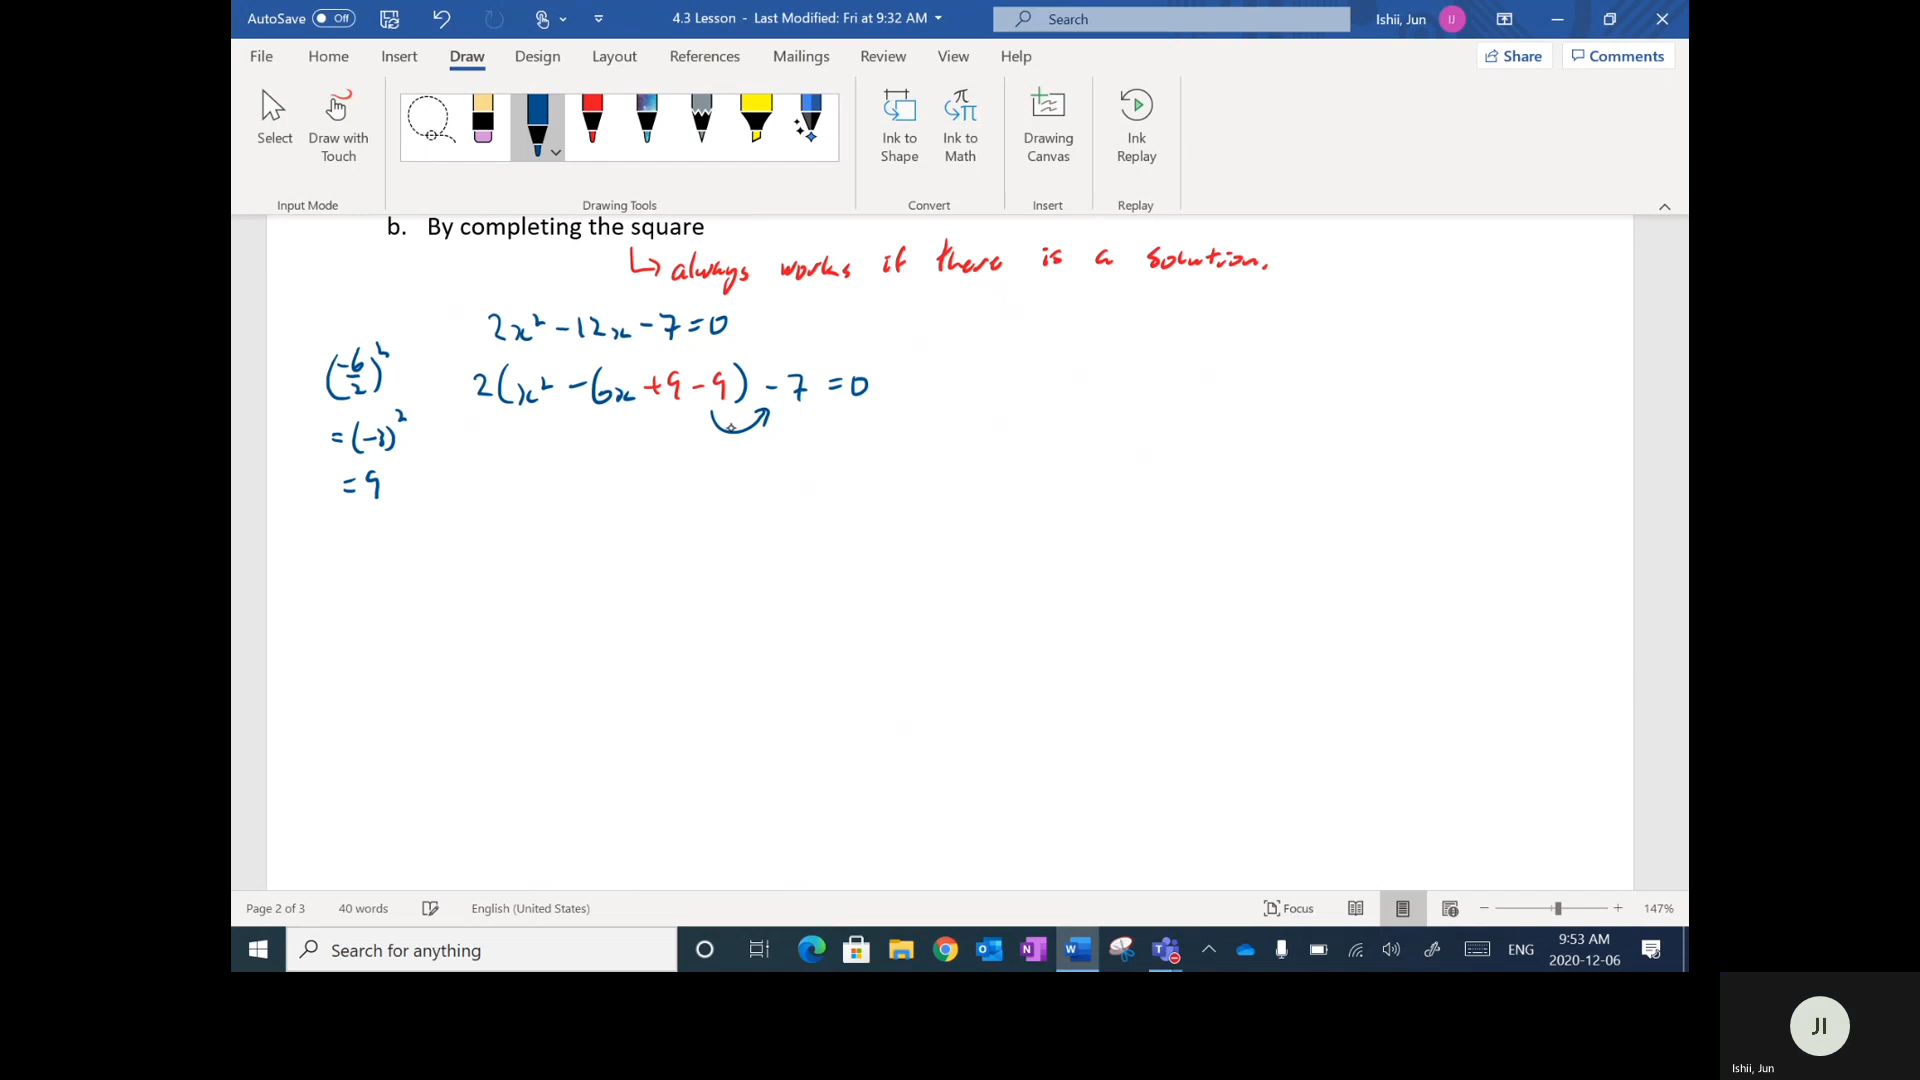 AutoSave Off 4.3 Lesson - Last Modified: Fri at 9:32 AM Search Ishii, Jun IJ
File Home Insert Draw Design Layout References Mailings Review View Help Share Comments
Select Draw with Touch Ink to Shape Ink to Math Drawing Canvas Ink Replay
Input Mode Drawing Tools Convert Insert Replay
b. By completing the square
↳ always works if there is a solution.
2x² - 12x - 7 = 0
2(x² - 6x + 9 - 9) - 7 = 0
(-6/2)²
= (-3)²
= 9
Page 2 of 3 40 words English (United States) Focus 147%
Search for anything ENG 9:53 AM
2020-12-06
JI
Ishii, Jun